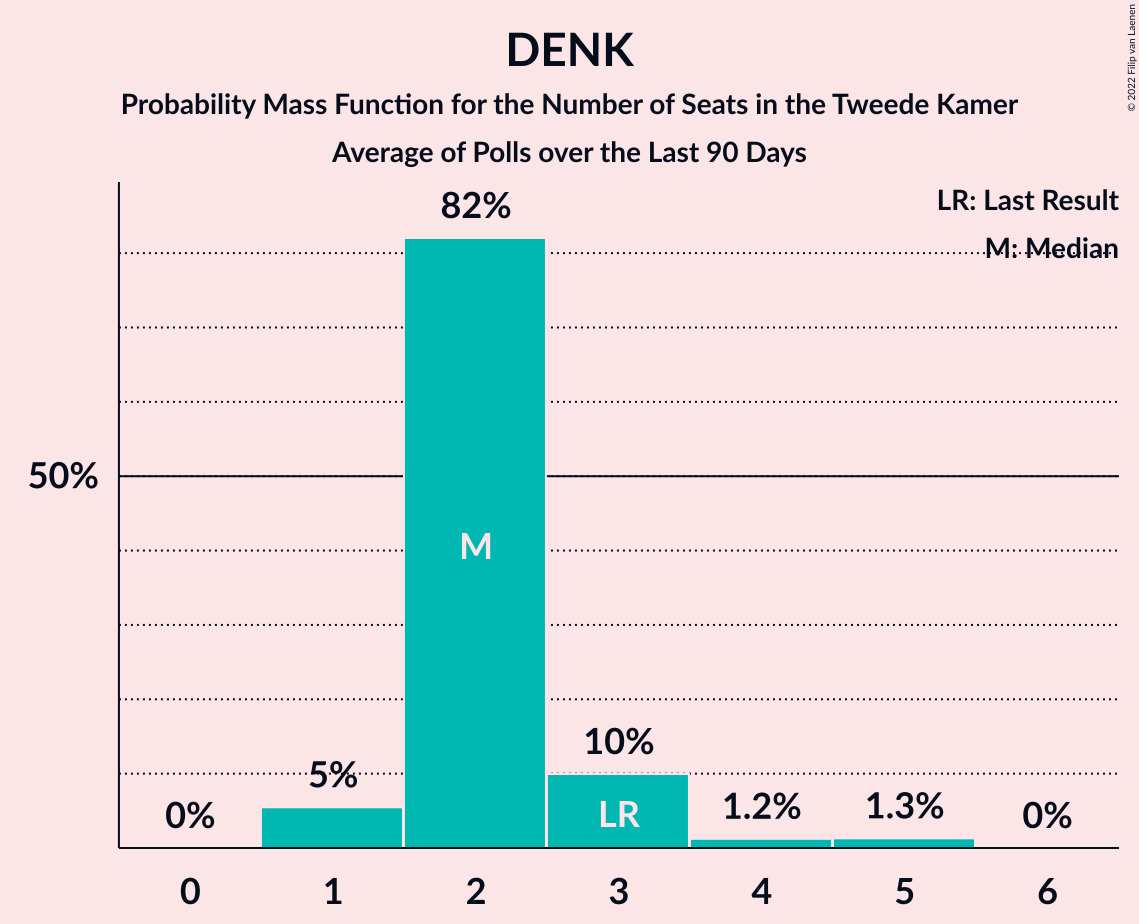 DENK
Probability Mass Function for the Number of Seats in the Tweede Kamer
Average of Polls over the Last 90 Days
© 2022 Filip van Laenen
LR: Last Result
M: Median
82%
50%
M
10%
5%
LR
1.2%
1.3%
0%
0%
0 1 2 3 4 5 6